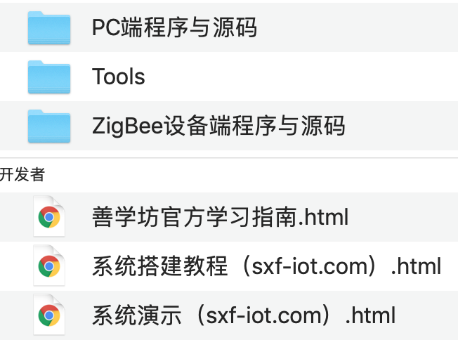 PC端程序与源码
Tools
ZigBee设备端程序与源码
开发者
善学坊官方学习指南.html
系统搭建教程（sxf-iot.com）.html
系统演示（sxf-iot.com）.html